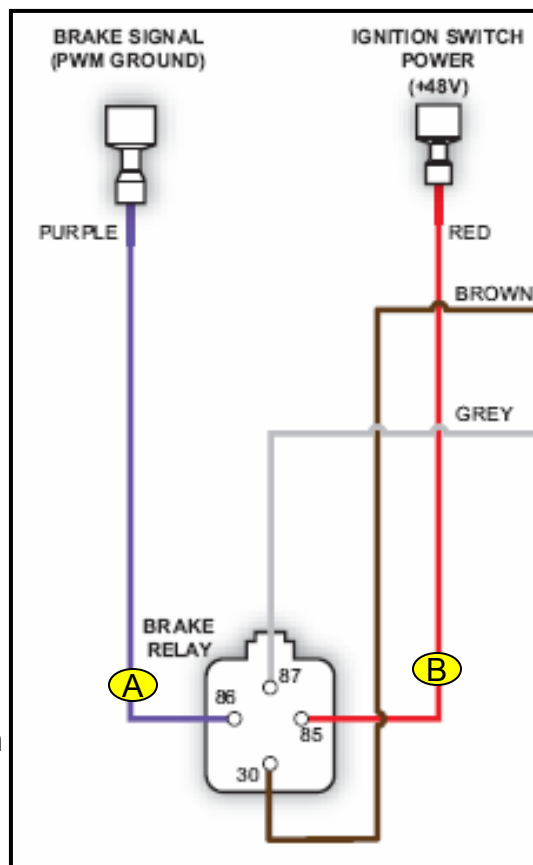 BRAKE SIGNAL
(PWM GROUND)
IGNITION SWITCH
POWER
(+48V)
PURPLE
RED
BROWN
GREY
BRAKE
RELAY
A
B
87
86
85
30